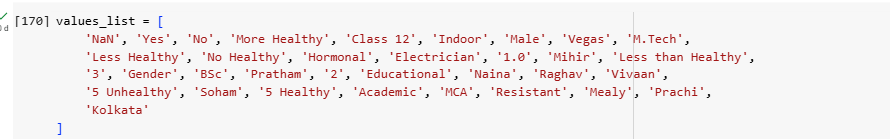 [170] values_list = [
'NaN', 'Yes', 'No', 'More Healthy', 'Class 12', 'Indoor', 'Male', 'Vegas', 'M.Tech',
'Less Healthy', 'No Healthy', 'Hormonal', 'Electrician', '1.0', 'Mihir', 'Less than Healthy',
'3', 'Gender', 'BSc', 'Pratham', '2', 'Educational', 'Naina', 'Raghav', 'Vivaan',
'5 Unhealthy', 'Soham', '5 Healthy', 'Academic', 'MCA', 'Resistant', 'Mealy', 'Prachi',
'Kolkata'
]